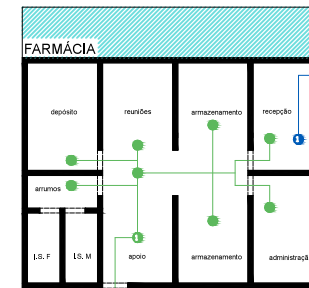 FARMÁCIA
depósito
reuniões
armazenamento
recepção
arrumos
I.S. F
I.S. M
apoio
armazenamento
administraçã